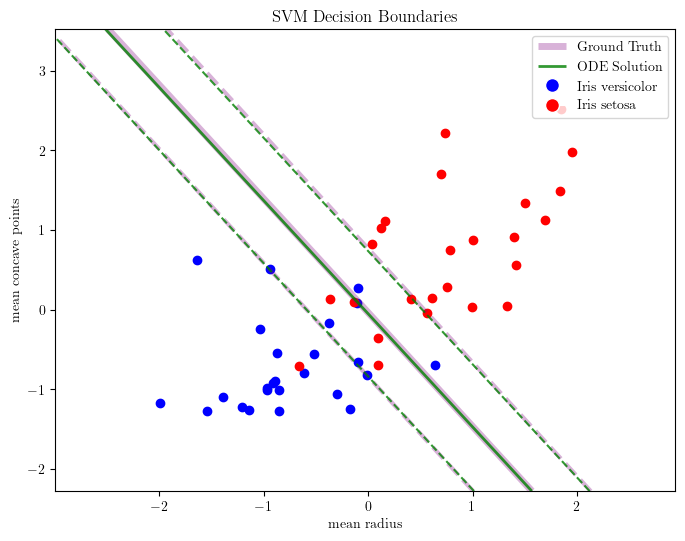 SVM Decision Boundaries
Ground Truth
ODE Solution
Iris versicolor
Iris setosa
3
2
1
0
−1
−2
mean concave points
−2
−1
0
1
2
mean radius